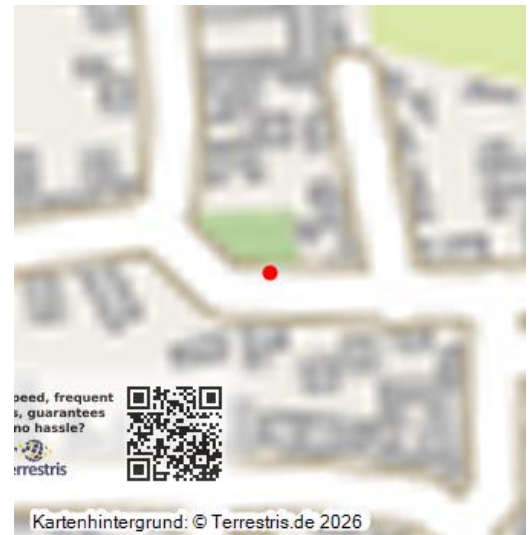 peed, frequent
s, guarantees
no hassle?
errestris
Kartenhintergrund: © Terrestris.de 2026